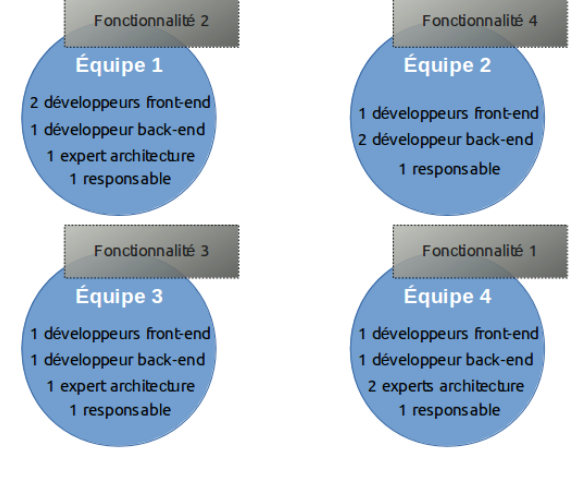 Fonctionnalité 2
Équipe 1
2 développeurs front-end
1 développeur back-end
1 expert architecture
1 responsable
Fonctionnalité 4
Équipe 2
1 développeurs front-end
2 développeur back-end
1 responsable
Fonctionnalité 3
Équipe 3
1 développeurs front-end
1 développeur back-end
1 expert architecture
1 responsable
Fonctionnalité 1
Équipe 4
1 développeurs front-end
1 développeur back-end
2 experts architecture
1 responsable